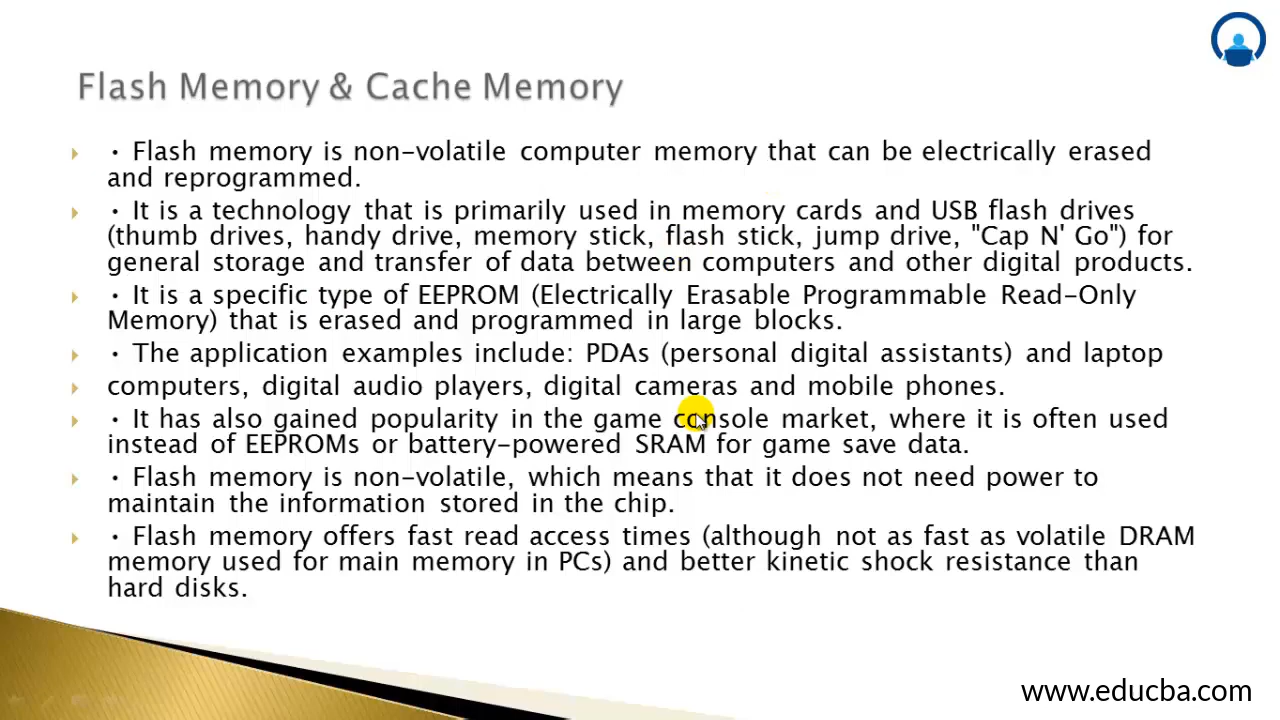 Flash Memory & Cache Memory
• Flash memory is non-volatile computer memory that can be electrically erased
and reprogrammed.
• It is a technology that is primarily used in memory cards and USB flash drives
(thumb drives, handy drive, memory stick, flash stick, jump drive, "Cap N' Go") for
general storage and transfer of data between computers and other digital products.
• It is a specific type of EEPROM (Electrically Erasable Programmable Read-Only
Memory) that is erased and programmed in large blocks.
• The application examples include: PDAs (personal digital assistants) and laptop
computers, digital audio players, digital cameras and mobile phones.
• It has also gained popularity in the game console market, where it is often used
instead of EEPROMs or battery-powered SRAM for game save data.
• Flash memory is non-volatile, which means that it does not need power to
maintain the information stored in the chip.
• Flash memory offers fast read access times (although not as fast as volatile DRAM
memory used for main memory in PCs) and better kinetic shock resistance than
hard disks.
www.educba.com